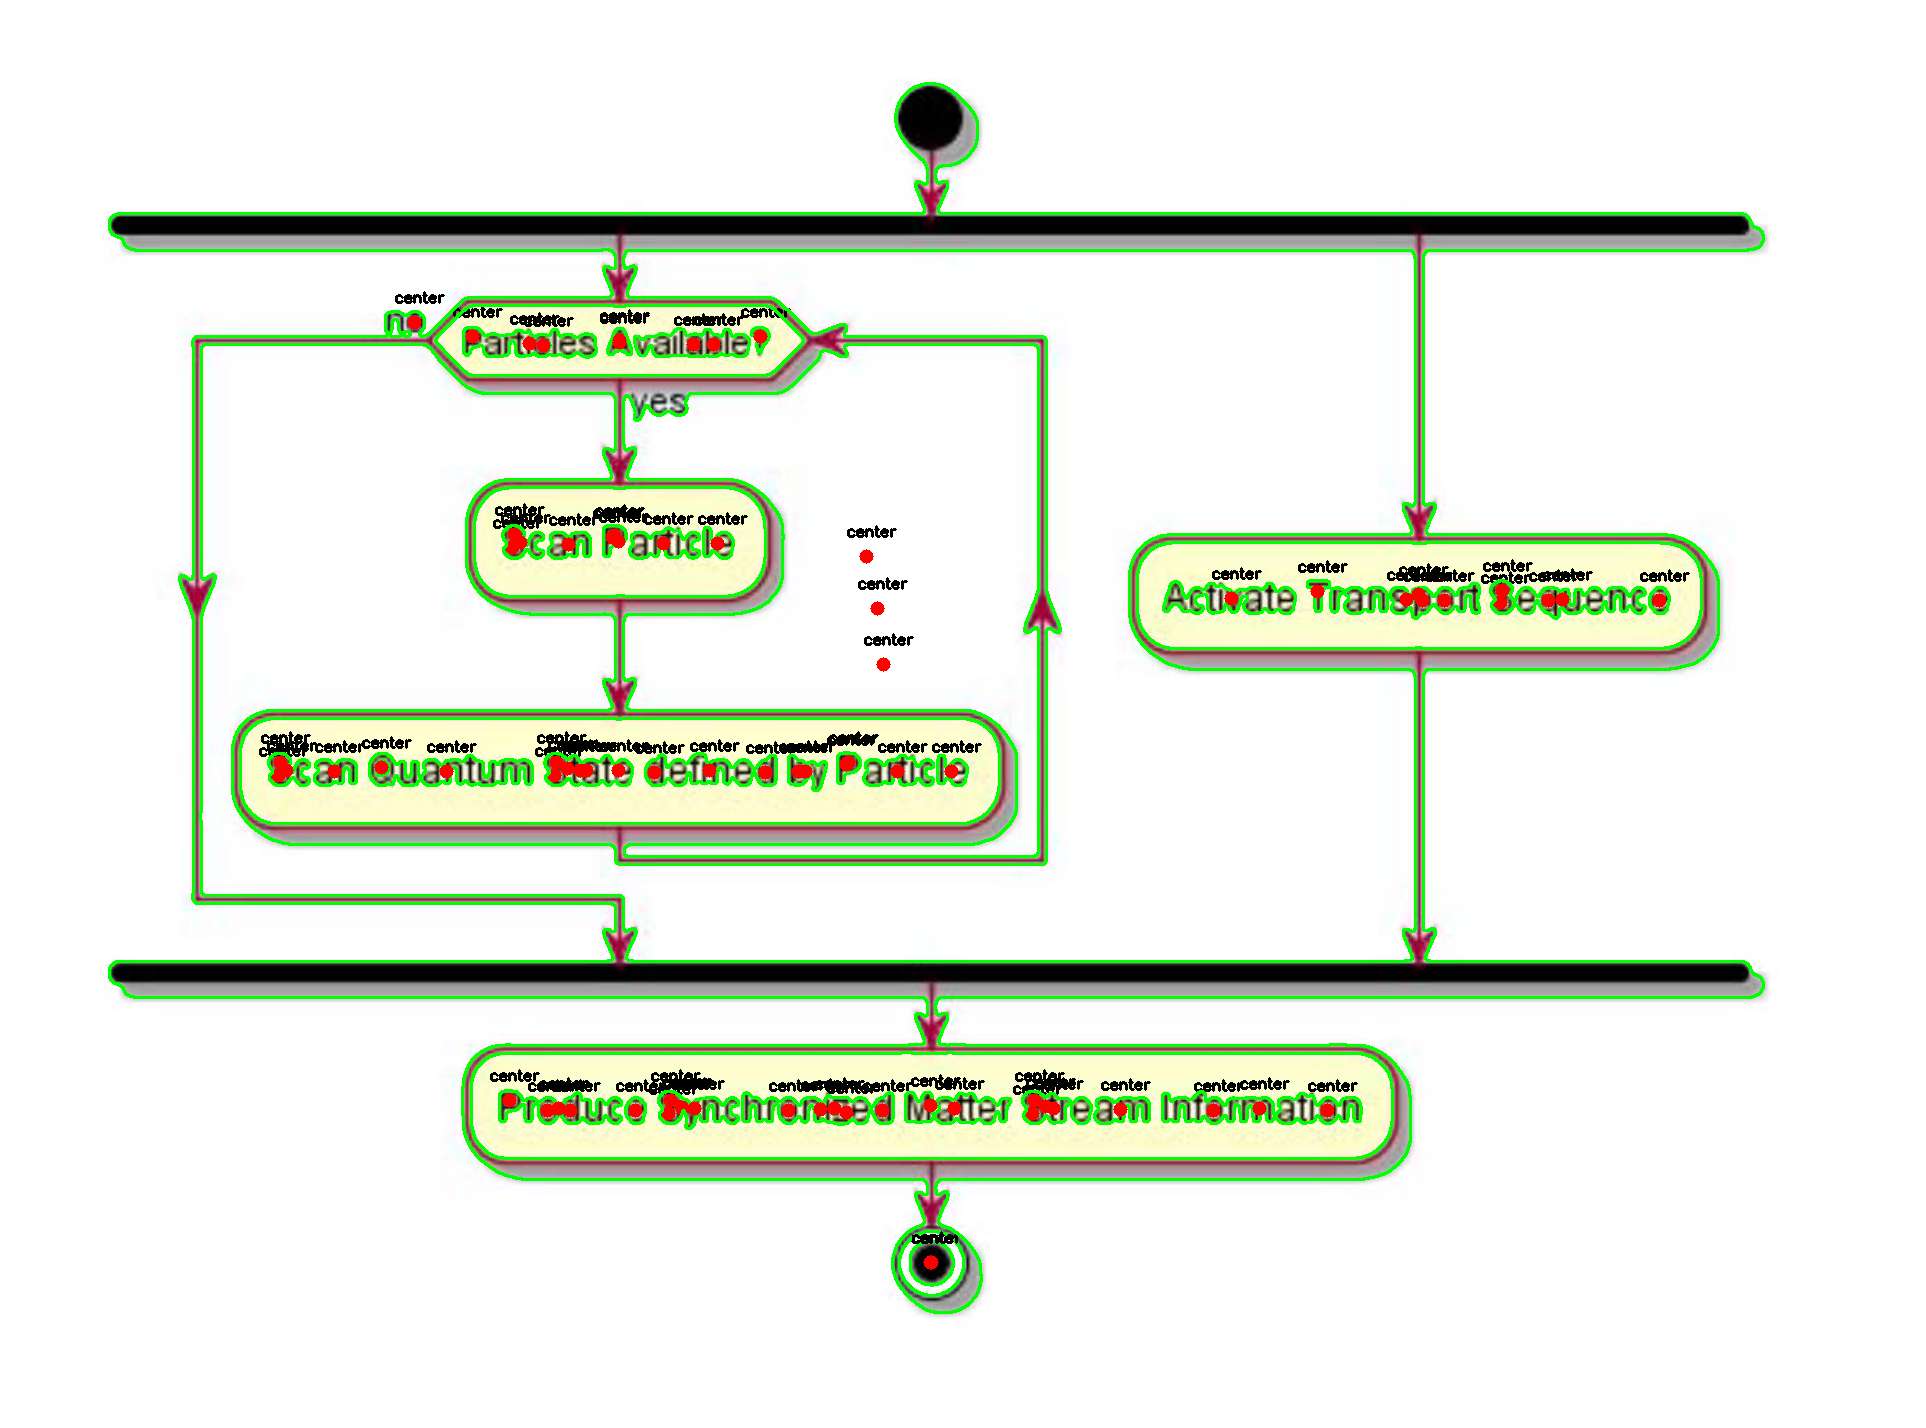 center
no
center center center center center center center
Particles Available?
yes
center center center center center center center
Scan Particle
center
center
center
center center center center center center center center center
Activate Transport Sequence
center center center center center center center center center center center center center
Scan Quantum State defined by Particle
center center center center center center center center center center center center center center
Produce Synchronized Matter Stream Information
center